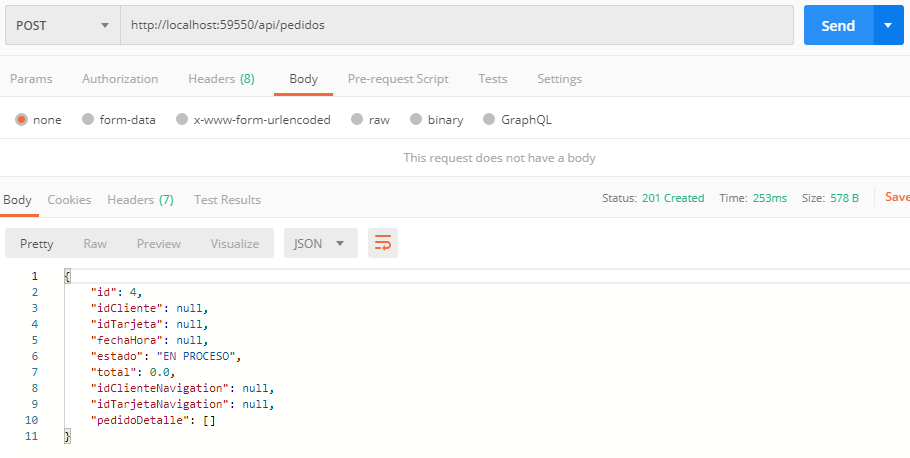 POST http://localhost:59550/api/pedidos Send
Params Authorization Headers (8) Body Pre-request Script Tests Settings
none form-data x-www-form-urlencoded raw binary GraphQL
This request does not have a body
Body Cookies Headers (7) Test Results Status: 201 Created Time: 253ms Size: 578 B Save
Pretty Raw Preview Visualize JSON
1 {
2 "id": 4,
3 "idCliente": null,
4 "idTarjeta": null,
5 "fechaHora": null,
6 "estado": "EN PROCESO",
7 "total": 0.0,
8 "idClienteNavigation": null,
9 "idTarjetaNavigation": null,
10 "pedidoDetalle": []
11 }